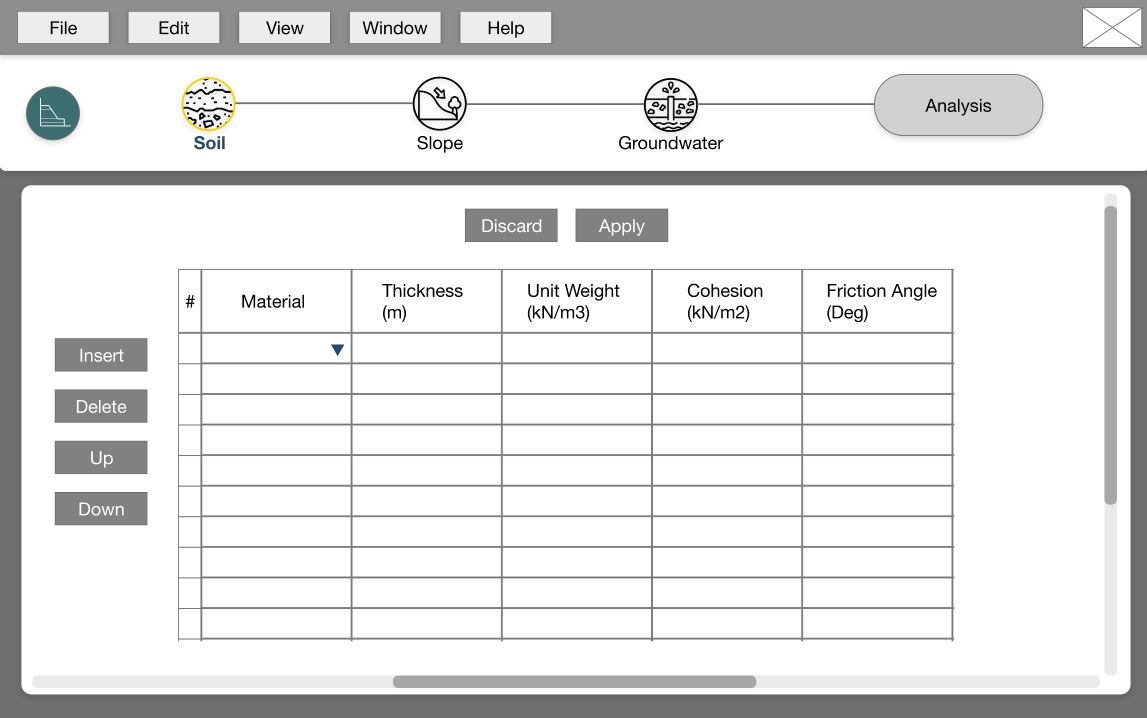 File
Edit
View
Window
Help
Soil
Slope
Groundwater
Analysis
Discard
Apply
#
Material
Thickness
(m)
Unit Weight
(kN/m3)
Cohesion
(kN/m2)
Friction Angle
(Deg)
Insert
Delete
Up
Down